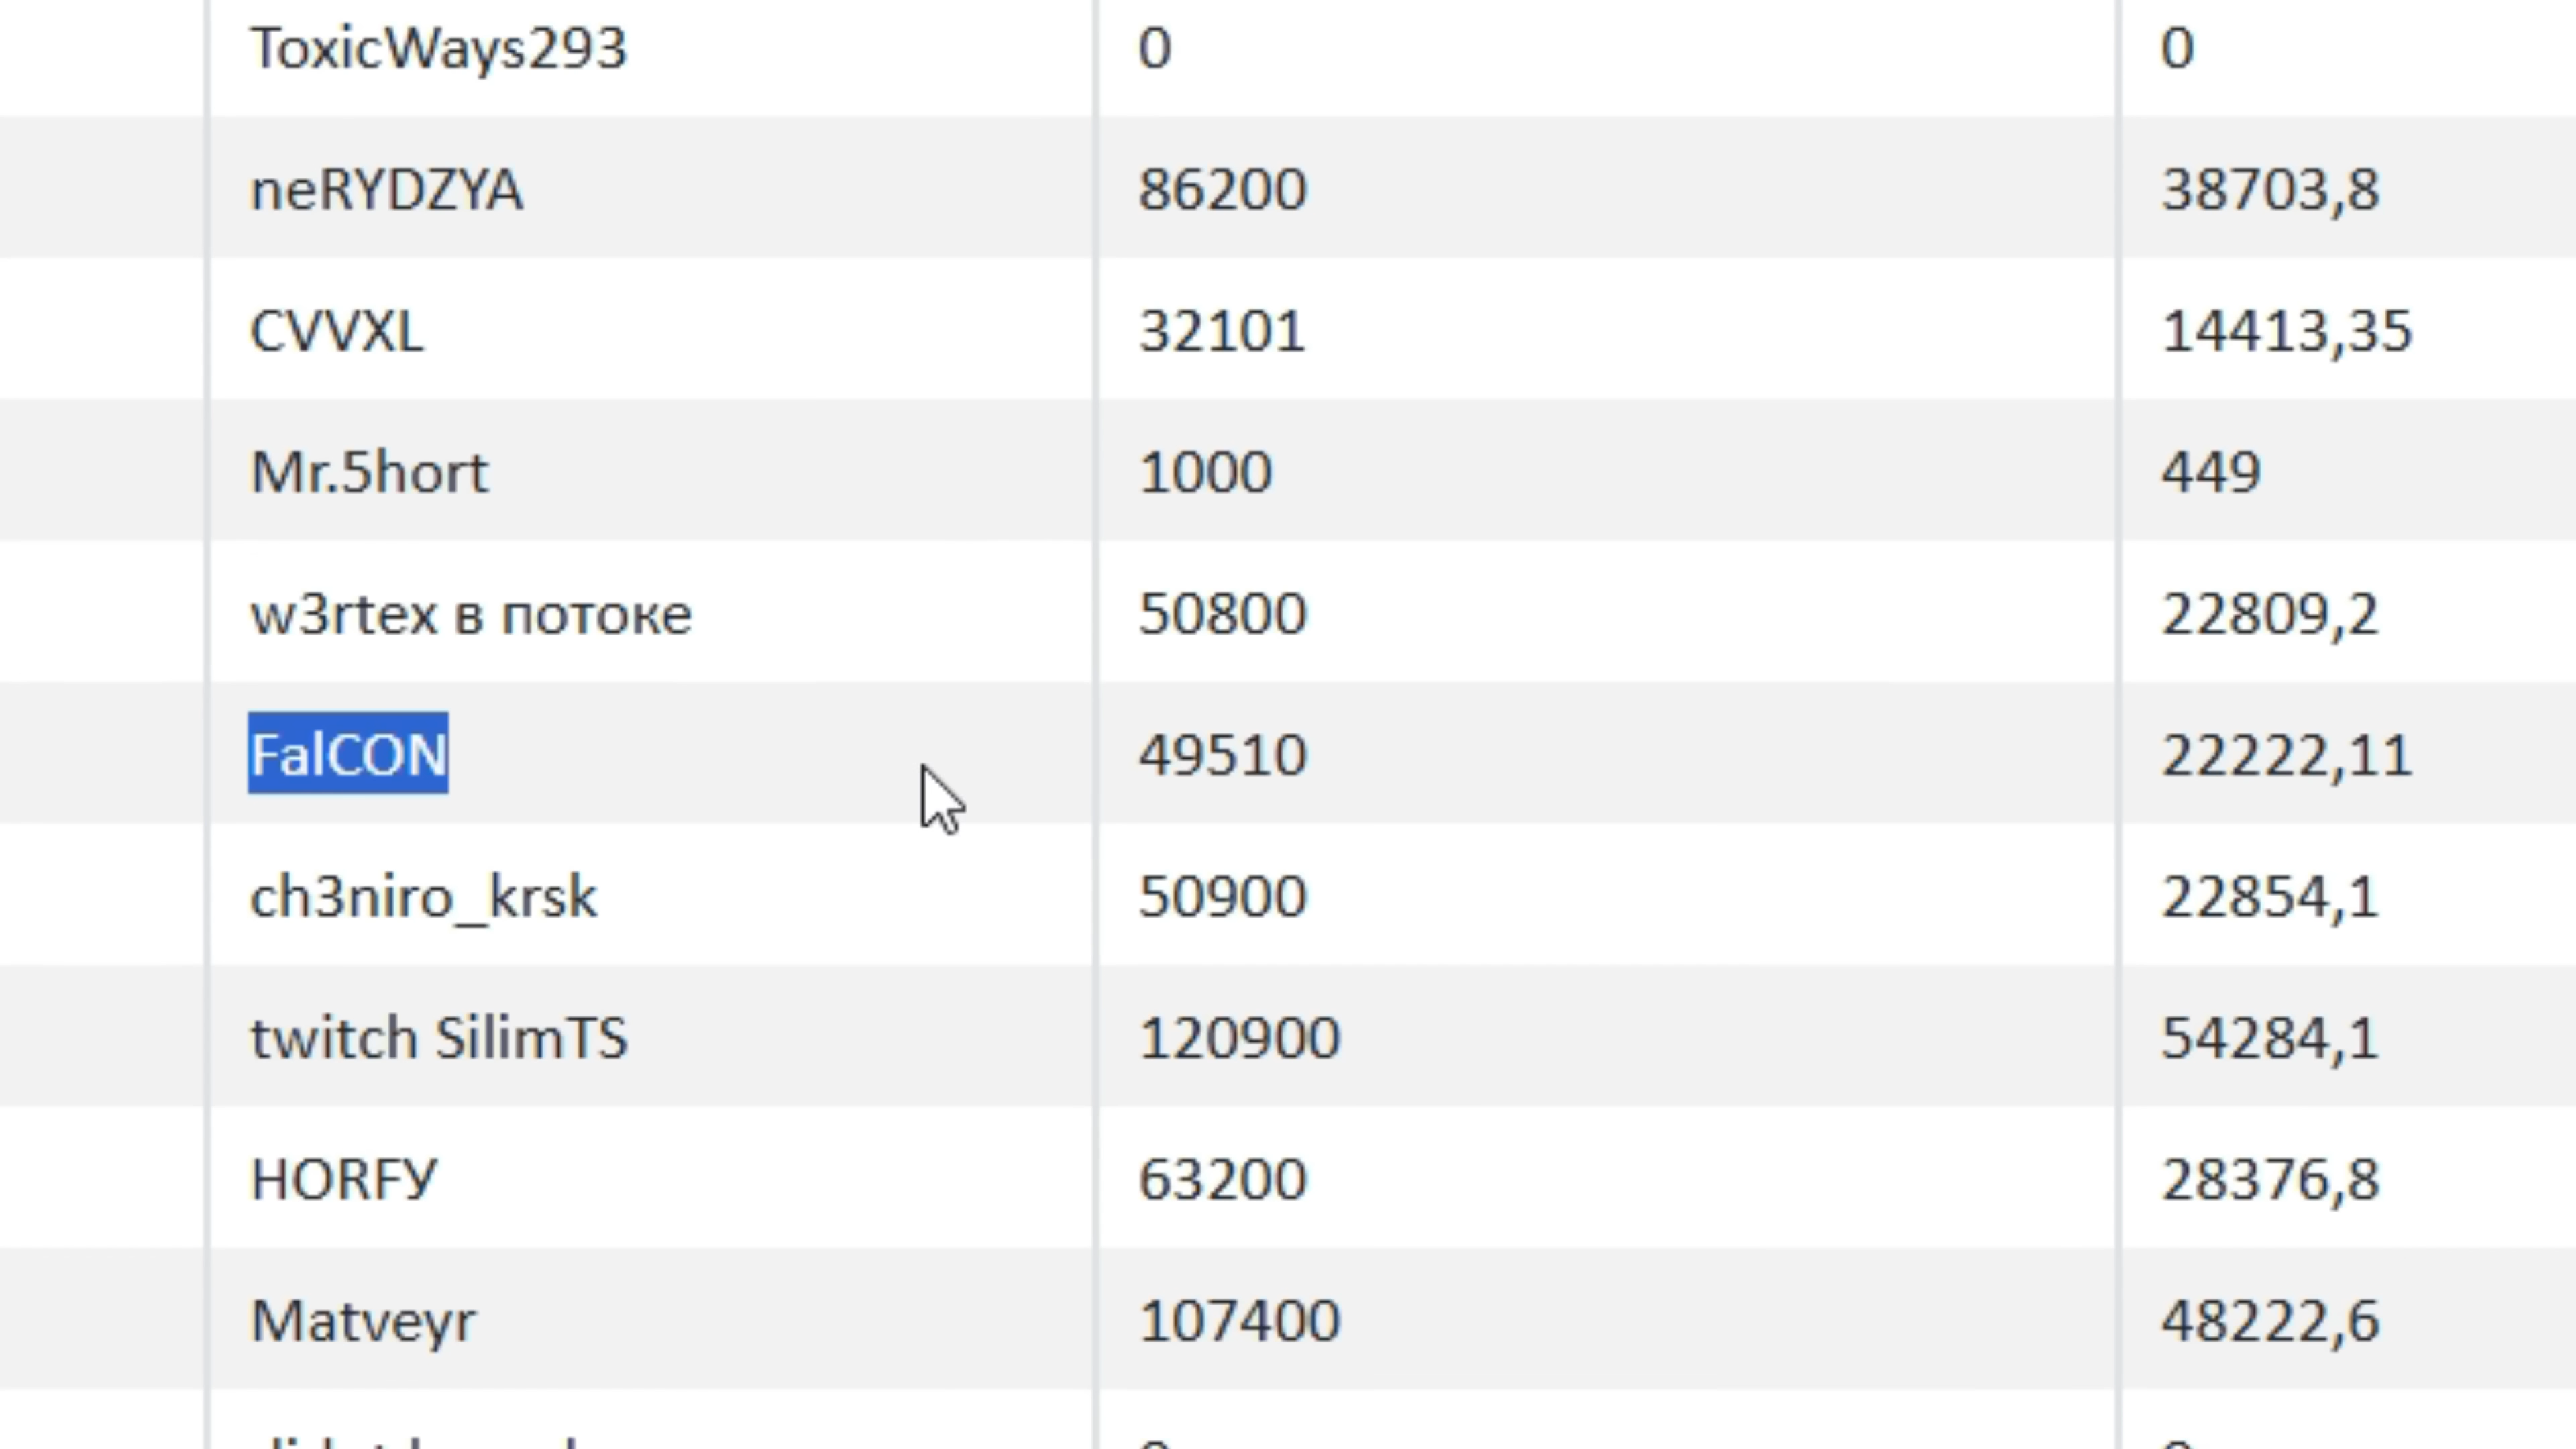 ToxicWays293 0 0
neRYDZYA 86200 38703,8
CVVXL 32101 14413,35
Mr.5hort 1000 449
w3rtex в потоке 50800 22809,2
FalCON 49510 22222,11
ch3niro_krsk 50900 22854,1
twitch SilimTS 120900 54284,1
HORFУ 63200 28376,8
Matveyr 107400 48222,6